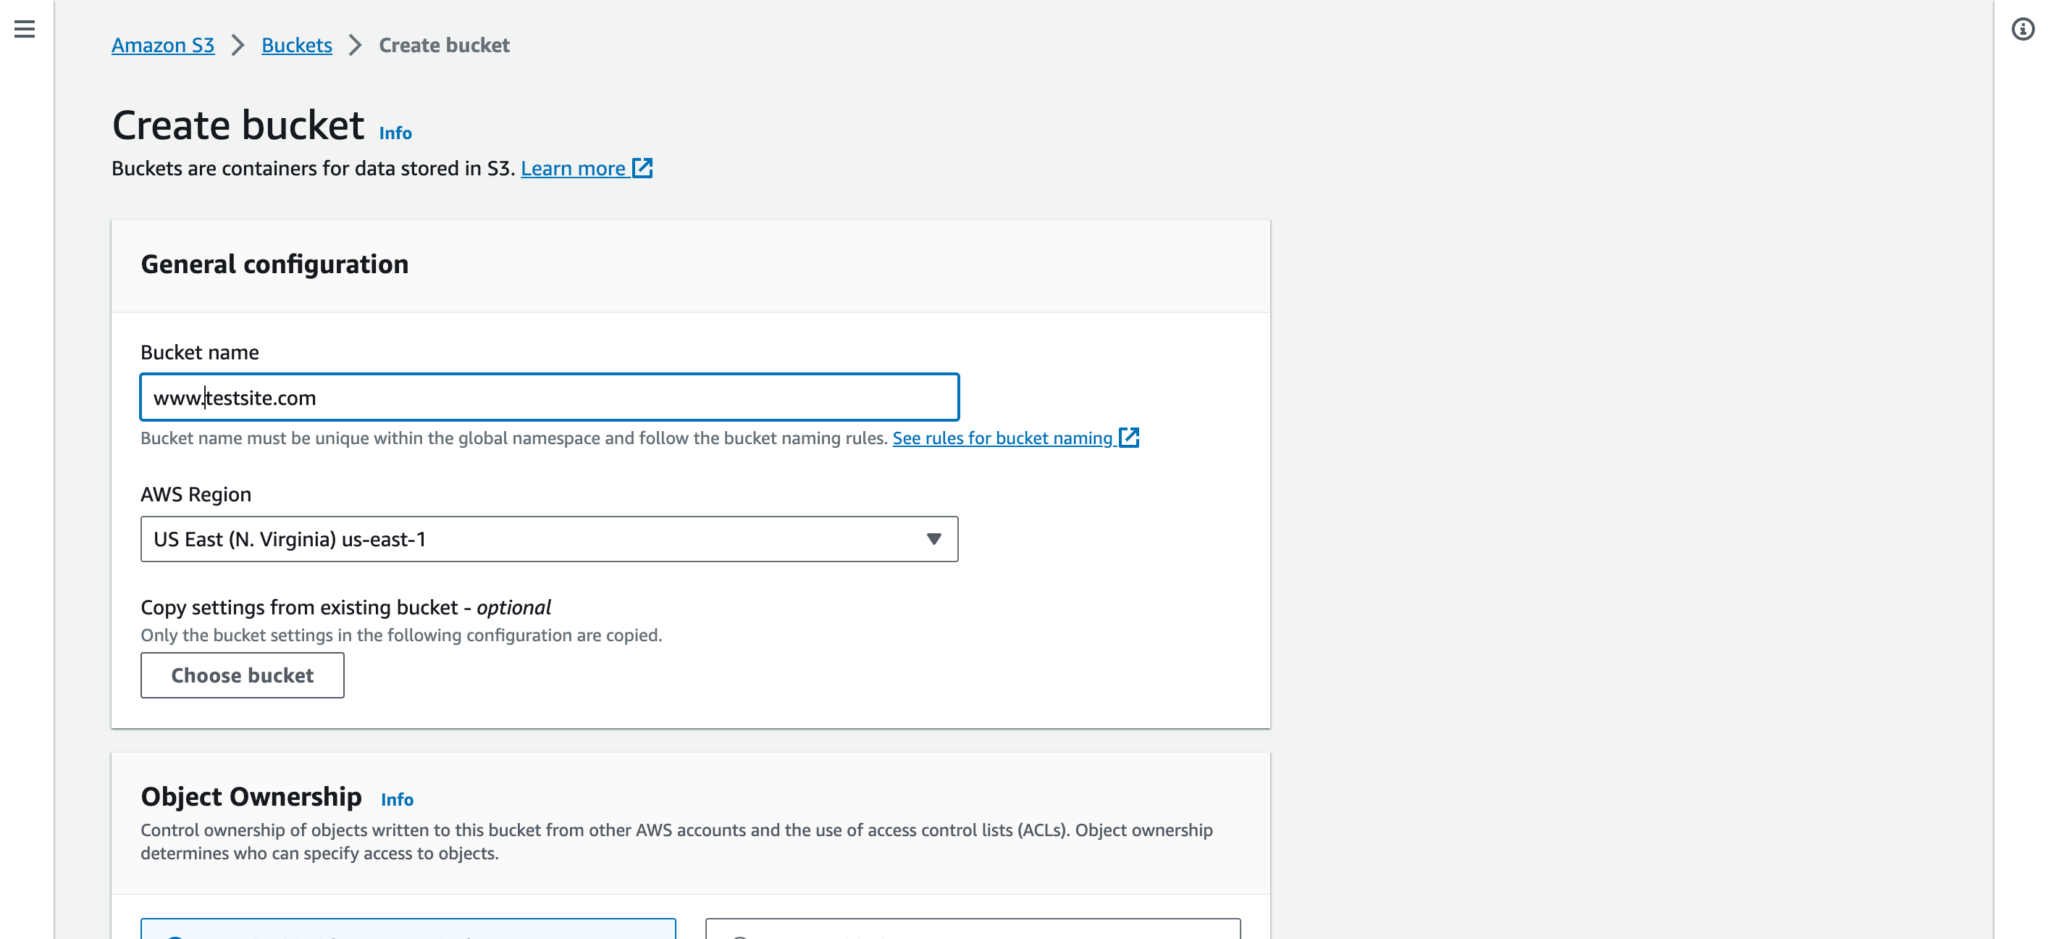 Amazon S3 > Buckets > Create bucket
Create bucket Info
Buckets are containers for data stored in S3. Learn more
General configuration
Bucket name
www.testsite.com
Bucket name must be unique within the global namespace and follow the bucket naming rules. See rules for bucket naming
AWS Region
US East (N. Virginia) us-east-1
Copy settings from existing bucket - optional
Only the bucket settings in the following configuration are copied.
Choose bucket
Object Ownership Info
Control ownership of objects written to this bucket from other AWS accounts and the use of access control lists (ACLs). Object ownership
determines who can specify access to objects.